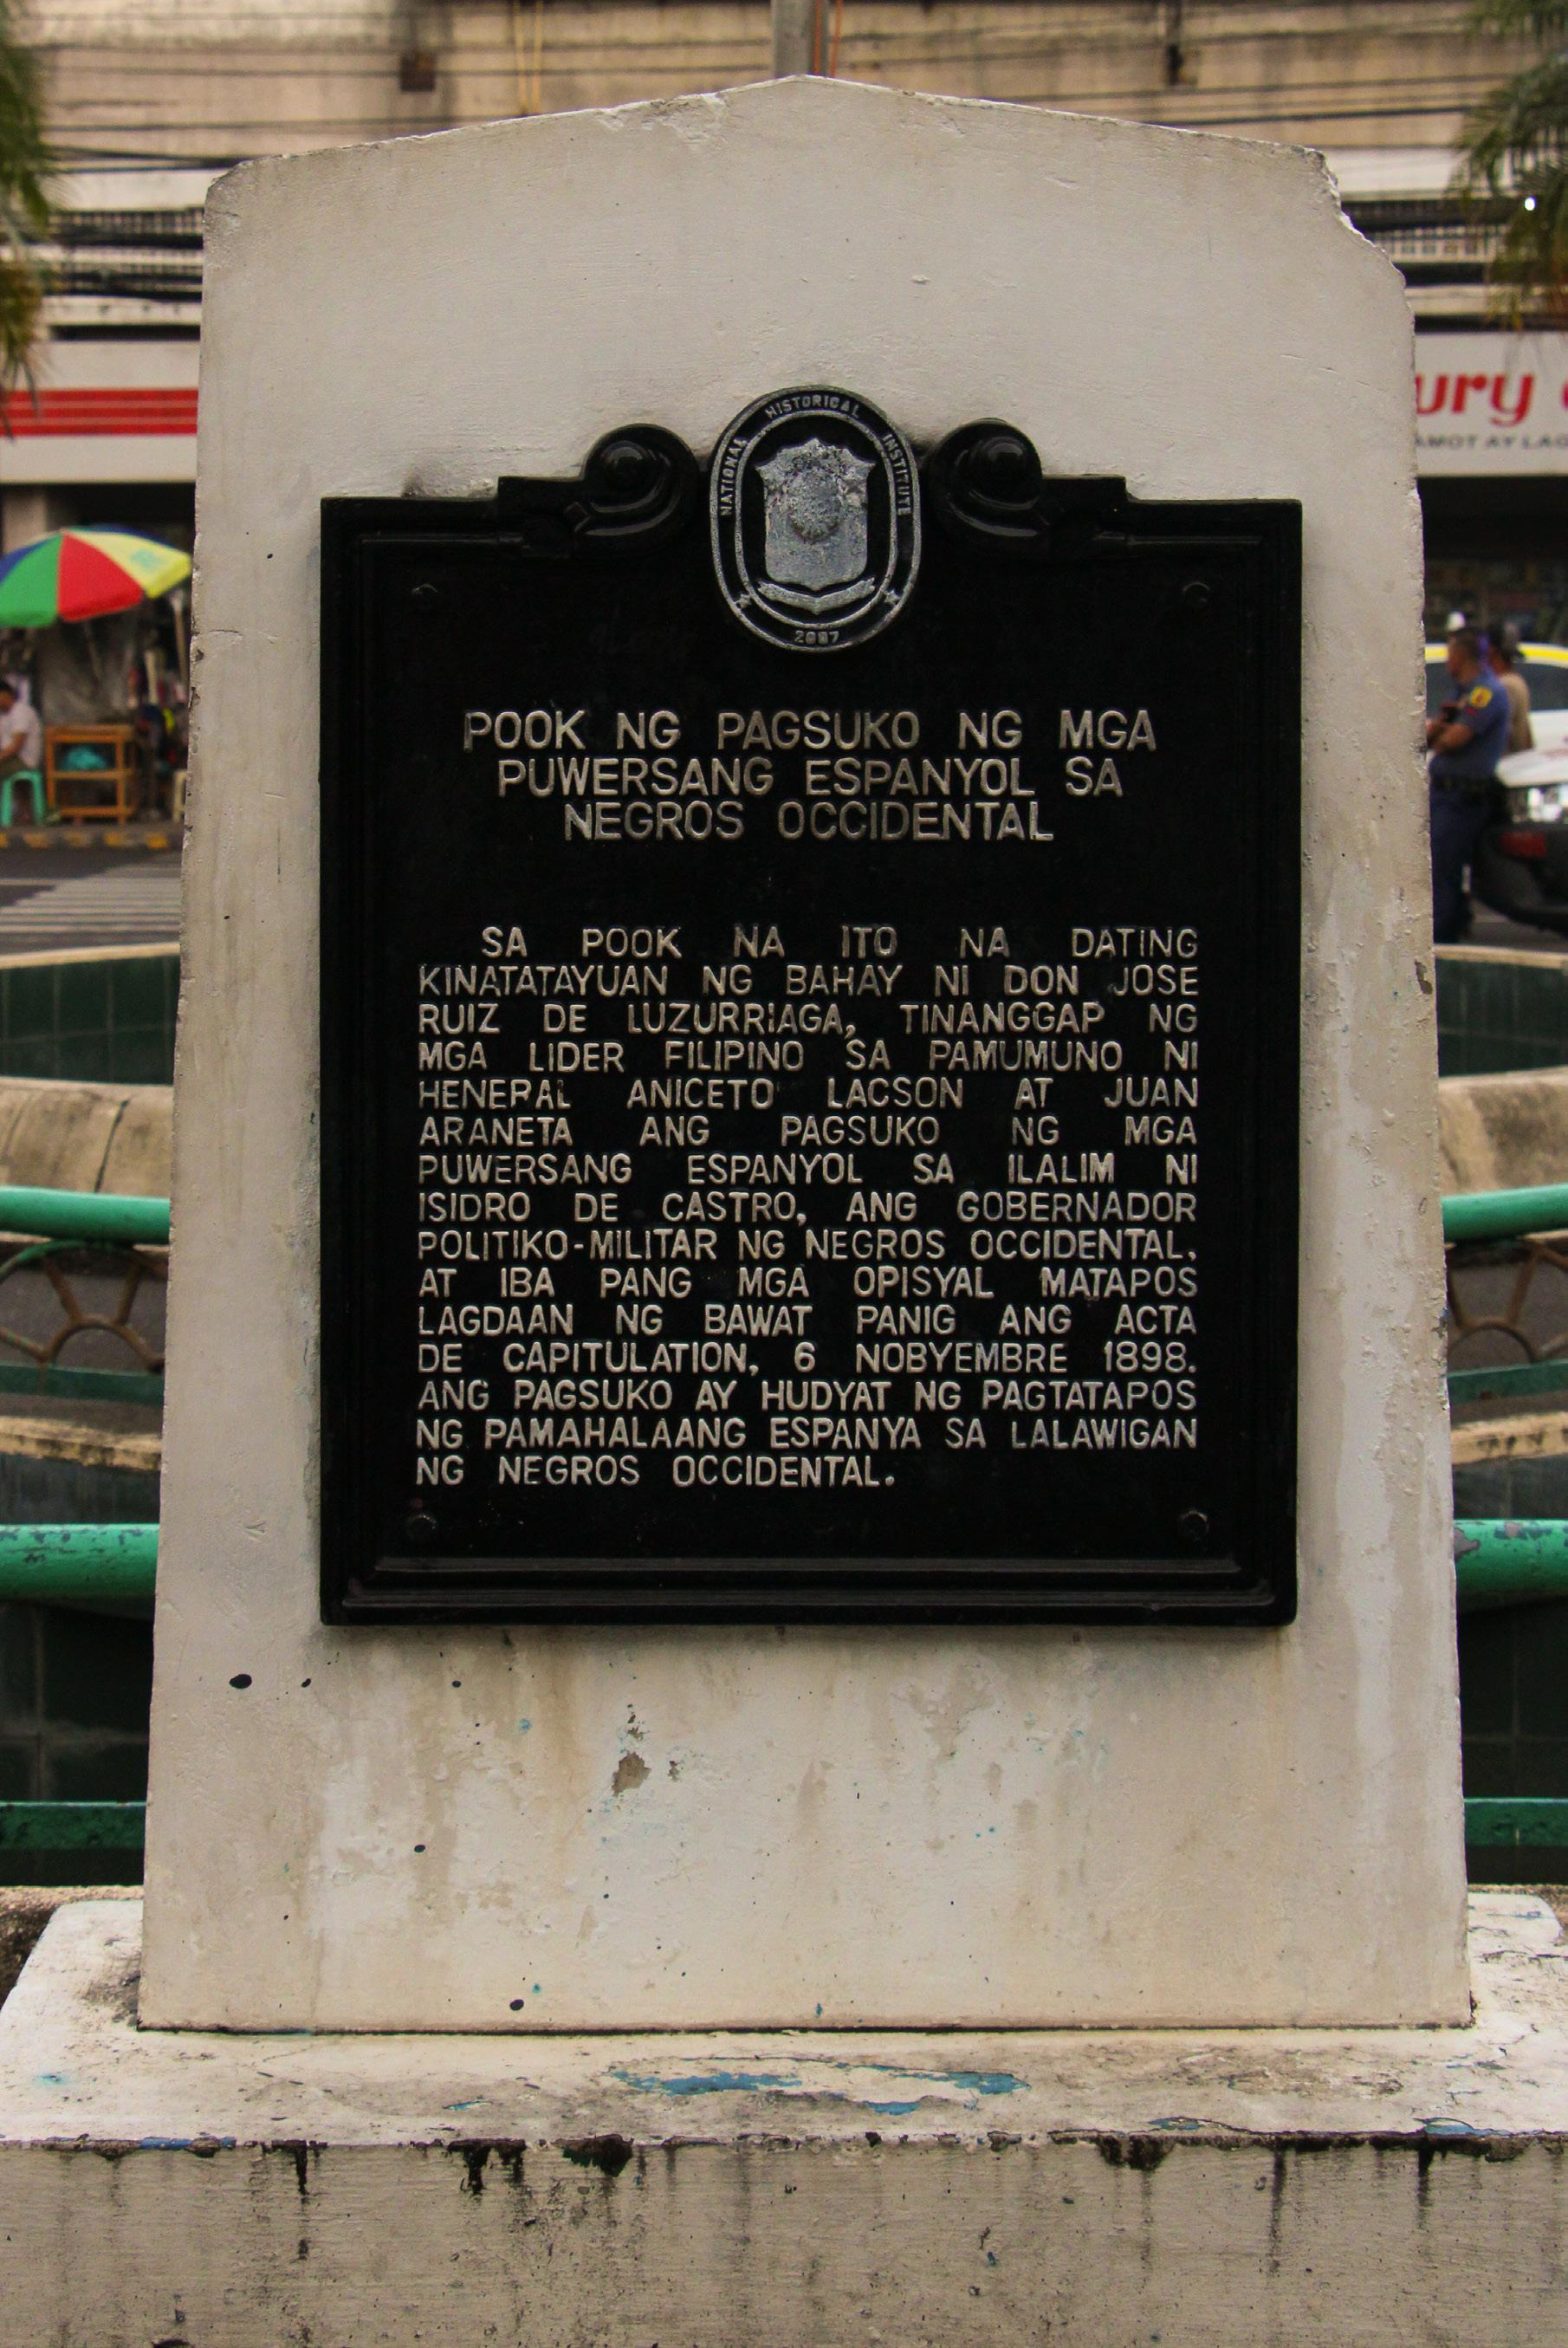 NATIONAL HISTORICAL INSTITUTE
2007
POOK NG PAGSUKO NG MGA
PUWERSANG ESPANYOL SA
NEGROS OCCIDENTAL
SA POOK NA ITO NA DATING
KINATATAYUAN NG BAHAY NI DON JOSE
RUIZ DE LUZURRIAGA, TINANGGAP NG
MGA LIDER FILIPINO SA PAMUMUNO NI
HENERAL ANICETO LACSON AT JUAN
ARANETA ANG PAGSUKO NG MGA
PUWERSANG ESPANYOL SA ILALIM NI
ISIDRO DE CASTRO, ANG GOBERNADOR
POLITIKO-MILITAR NG NEGROS OCCIDENTAL,
AT IBA PANG MGA OPISYAL MATAPOS
LAGDAAN NG BAWAT PANIG ANG ACTA
DE CAPITULATION, 6 NOBYEMBRE 1898.
ANG PAGSUKO AY HUDYAT NG PAGTATAPOS
NG PAMAHALAANG ESPANYA SA LALAWIGAN
NG NEGROS OCCIDENTAL.
ury
AMOT AY LAG